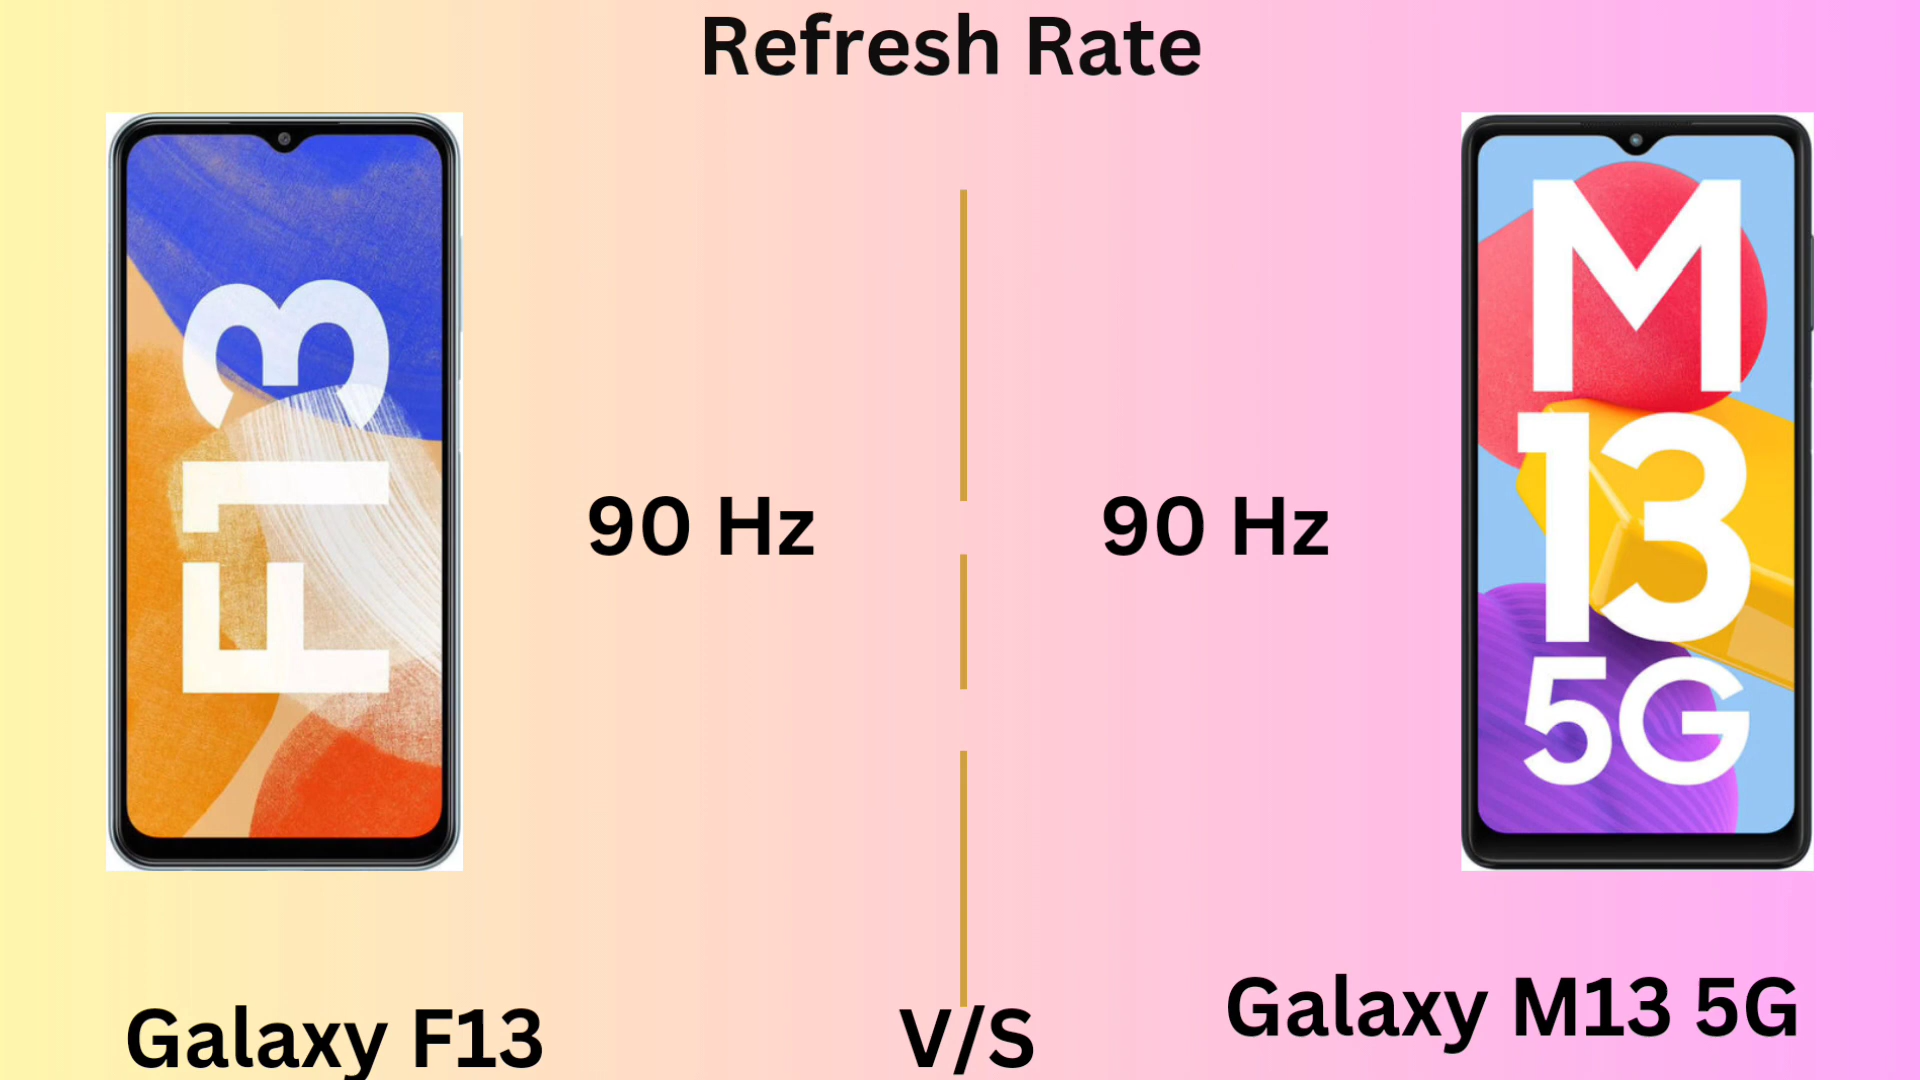 Refresh Rate
F13
M
13
5G
90 Hz
90 Hz
Galaxy F13
V/S
Galaxy M13 5G